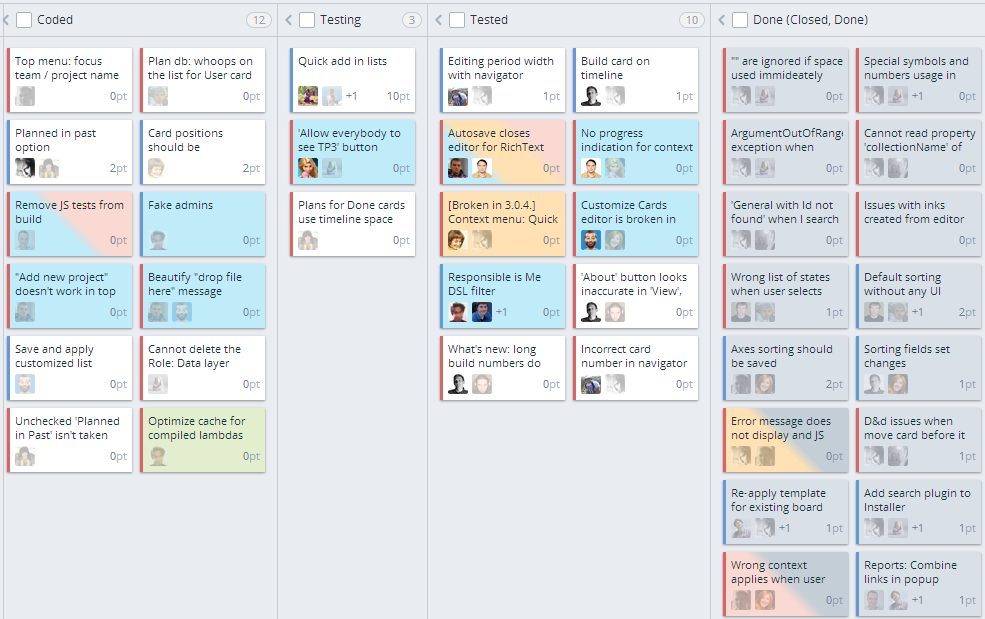 Coded
12
Top menu: focus
team / project name
0pt
Plan db: whoops on
the list for User card
0pt
Planned in past
option
2pt
Card positions
should be
2pt
Remove JS tests from
build
0pt
Fake admins
0pt
"Add new project"
doesn't work in top
0pt
Beautify "drop file
here" message
0pt
Save and apply
customized list
0pt
Cannot delete the
Role: Data layer
0pt
Unchecked 'Planned
in Past' isn't taken
0pt
Optimize cache for
compiled lambdas
0pt
Testing
3
Quick add in lists
+1 10pt
'Allow everybody to
see TP3' button
0pt
Plans for Done cards
use timeline space
0pt
Tested
10
Editing period width
with navigator
1pt
Build card on
timeline
1pt
Autosave closes
editor for RichText
0pt
No progress
indication for context
0pt
[Broken in 3.0.4.]
Context menu: Quick
0pt
Customize Cards
editor is broken in
0pt
Responsible is Me
DSL filter
+1 0pt
'About' button looks
inaccurate in 'View',
0pt
What's new: long
build numbers do
0pt
Incorrect card
number in navigator
0pt
Done (Closed, Done)
"" are ignored if space
used immideately
0pt
Special symbols and
numbers usage in
+1 0pt
ArgumentOutOfRange
exception when
0pt
Cannot read property
'collectionName' of
0pt
'General with Id not
found' when I search
0pt
Issues with inks
created from editor
0pt
Wrong list of states
when user selects
1pt
Default sorting
without any UI
+1 2pt
Axes sorting should
be saved
2pt
Sorting fields set
changes
1pt
Error message does
not display and JS
0pt
D&d issues when
move card before it
1pt
Re-apply template
for existing board
+1 1pt
Add search plugin to
Installer
+1 1pt
Wrong context
applies when user
0pt
Reports: Combine
links in popup
+1 1pt